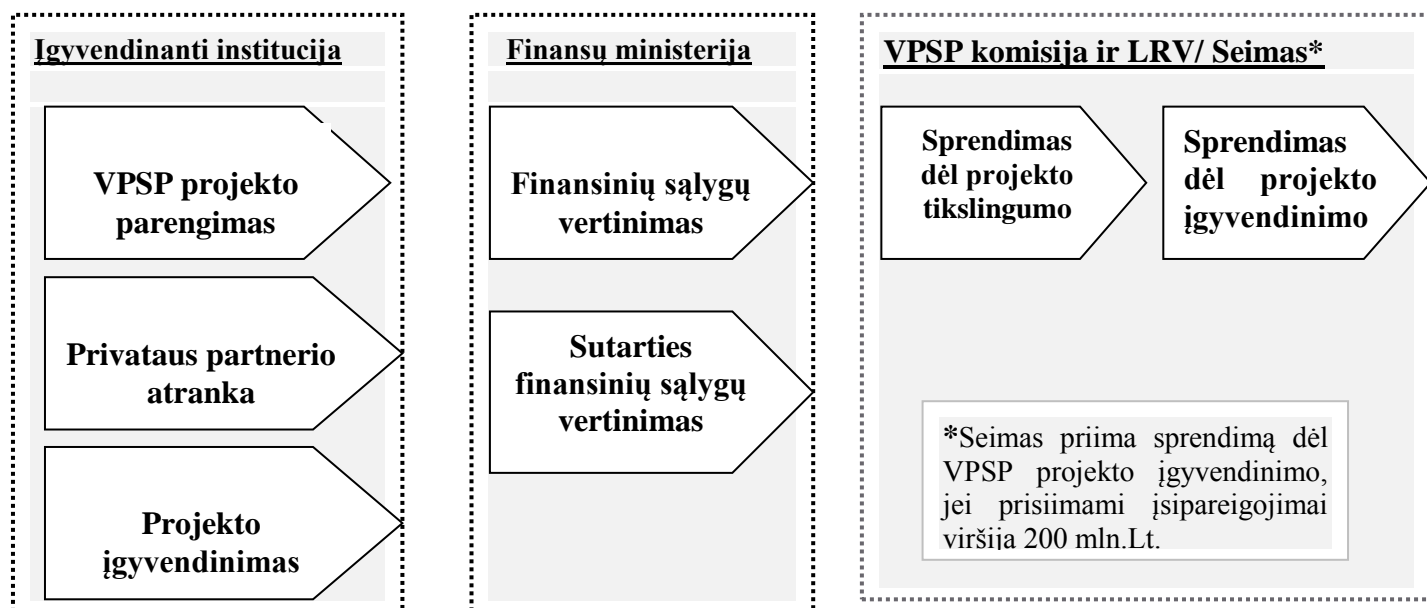 Įgyvendinanti institucija
VPSP projekto
parengimas
Privataus partnerio
atranka
Projekto
įgyvendinimas
Finansų ministerija
Finansinių sąlygų
vertinimas
Sutarties
finansinių sąlygų
vertinimas
VPSP komisija ir LRV/ Seimas*
Sprendimas
dėl projekto
tikslingumo
Sprendimas
dėl projekto
įgyvendinimo
*Seimas priima sprendimą dėl
VPSP projekto įgyvendinimo,
jei prisiimami įsipareigojimai
viršija 200 mln.Lt.